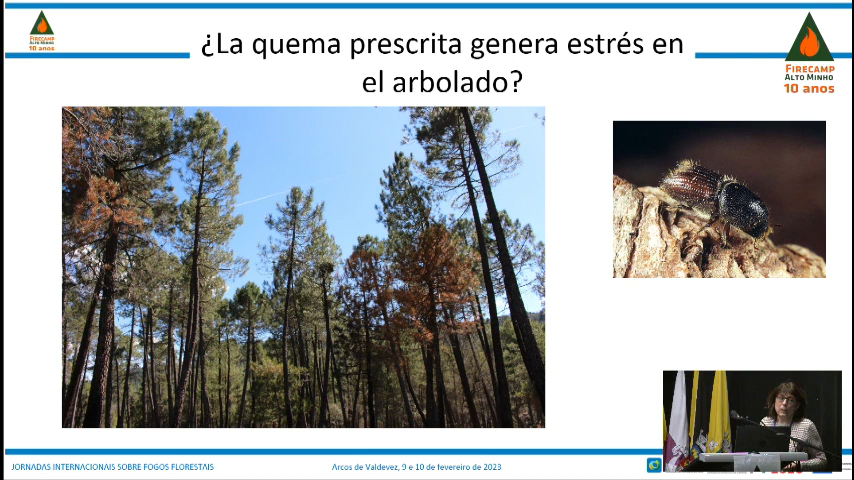 ¿La quema prescrita genera estrés en
el arbolado?
FIRECAMP
ALTO MINHO
10 anos
FIRECAMP
ALTO MINHO
10 anos
JORNADAS INTERNACIONAIS SOBRE FOGOS FLORESTAIS
Arcos de Valdevez, 9 e 10 de fevereiro de 2023